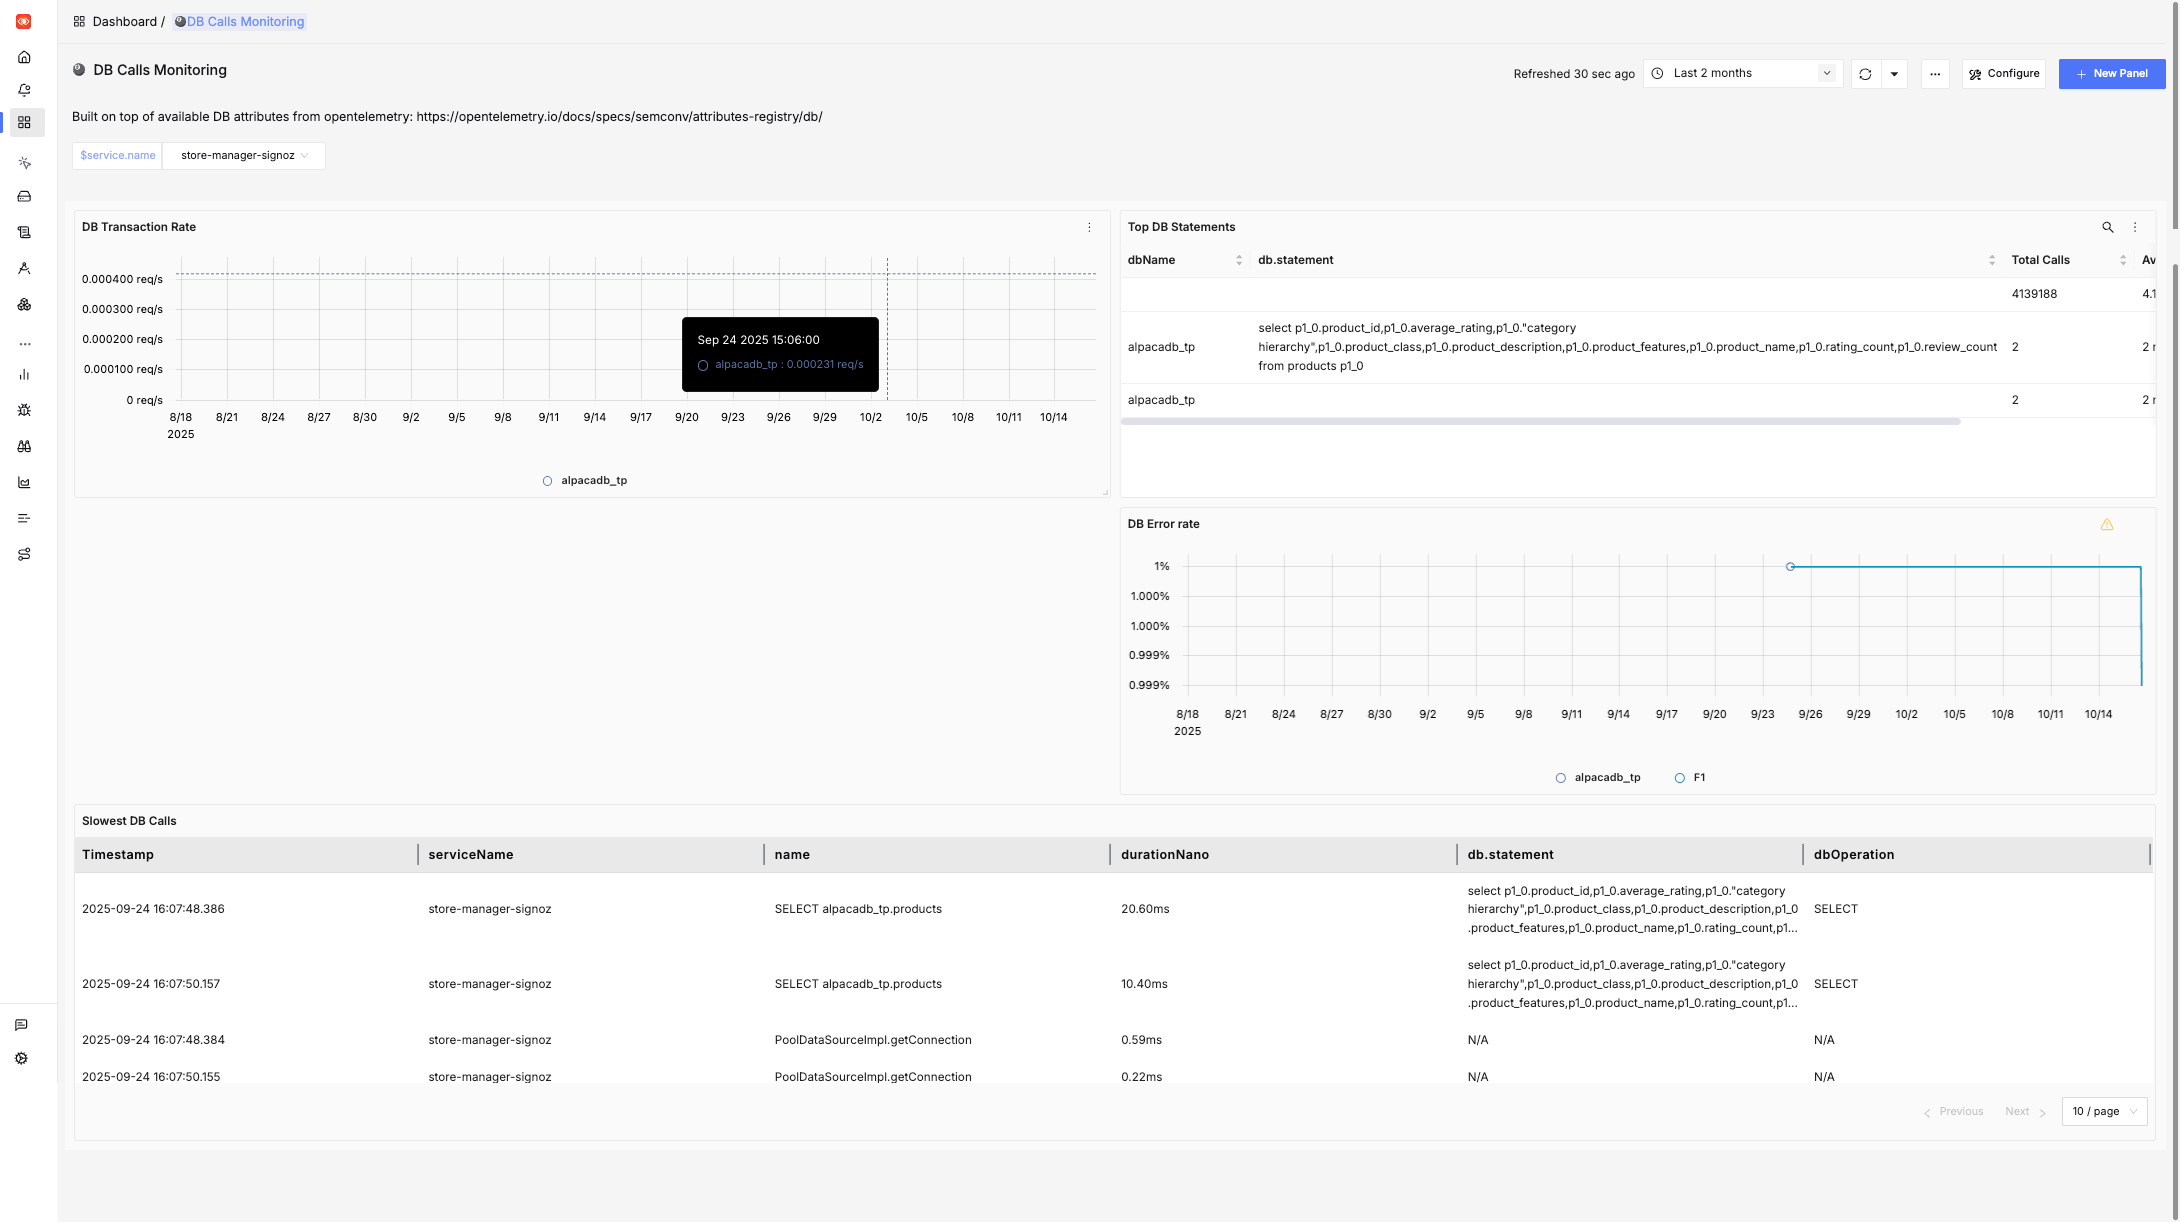 Dashboard / 🎱DB Calls Monitoring
🎱 DB Calls Monitoring
Refreshed 30 sec ago
Last 2 months
Configure
+ New Panel
Built on top of available DB attributes from opentelemetry: https://opentelemetry.io/docs/specs/semconv/attributes-registry/db/
$service.name store-manager-signoz
DB Transaction Rate
0.000400 req/s
0.000300 req/s
0.000200 req/s
0.000100 req/s
0 req/s
8/18 8/21 8/24 8/27 8/30 9/2 9/5 9/8 9/11 9/14 9/17 9/20 9/23 9/26 9/29 10/2 10/5 10/8 10/11 10/14
2025
Sep 24 2025 15:06:00
alpacadb_tp : 0.000231 req/s
alpacadb_tp
Top DB Statements
dbName db.statement Total Calls Av
4139188 4.1
select p1_0.product_id,p1_0.average_rating,p1_0."category
alpacadb_tp hierarchy",p1_0.product_class,p1_0.product_description,p1_0.product_features,p1_0.product_name,p1_0.rating_count,p1_0.review_count 2 2
from products p1_0
alpacadb_tp 2 2
DB Error rate
1%
1.000%
1.000%
0.999%
0.999%
8/18 8/21 8/24 8/27 8/30 9/2 9/5 9/8 9/11 9/14 9/17 9/20 9/23 9/26 9/29 10/2 10/5 10/8 10/11 10/14
2025
alpacadb_tp F1
Slowest DB Calls
Timestamp serviceName name durationNano db.statement dbOperation
select p1_0.product_id,p1_0.average_rating,p1_0."category
2025-09-24 16:07:48.386 store-manager-signoz SELECT alpacadb_tp.products 20.60ms hierarchy",p1_0.product_class,p1_0.product_description,p1_0 SELECT
.product_features,p1_0.product_name,p1_0.rating_count,p1...
select p1_0.product_id,p1_0.average_rating,p1_0."category
2025-09-24 16:07:50.157 store-manager-signoz SELECT alpacadb_tp.products 10.40ms hierarchy",p1_0.product_class,p1_0.product_description,p1_0 SELECT
.product_features,p1_0.product_name,p1_0.rating_count,p1...
2025-09-24 16:07:48.384 store-manager-signoz PoolDataSourceImpl.getConnection 0.59ms N/A N/A
2025-09-24 16:07:50.155 store-manager-signoz PoolDataSourceImpl.getConnection 0.22ms N/A N/A
Previous Next 10 / page